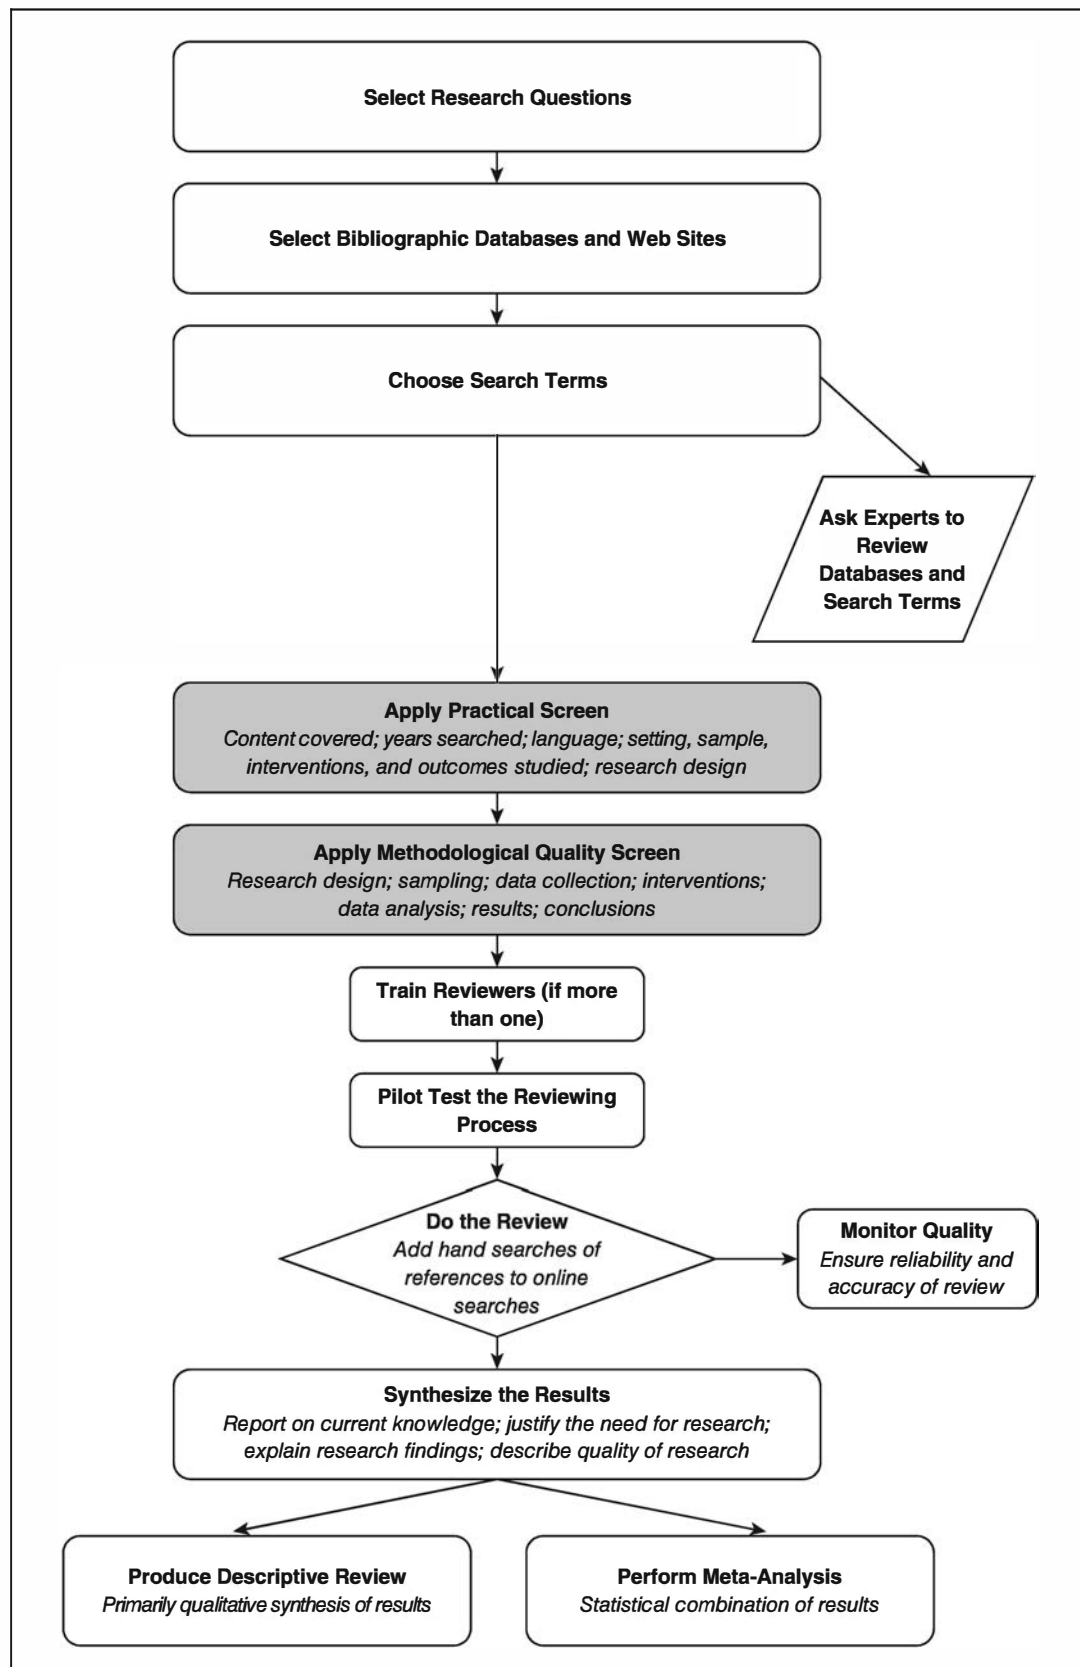 Select Research Questions
Select Bibliographic Databases and Web Sites
Choose Search Terms
Ask Experts to
Review
Databases and
Search Terms
Apply Practical Screen
Content covered; years searched; language; setting, sample,
interventions, and outcomes studied; research design
Apply Methodological Quality Screen
Research design; sampling; data collection; interventions;
data analysis; results; conclusions
Train Reviewers (if more
than one)
Pilot Test the Reviewing
Process
Do the Review
Add hand searches of
references to online
searches
Monitor Quality
Ensure reliability and
accuracy of review
Synthesize the Results
Report on current knowledge; justify the need for research;
explain research findings; describe quality of research
Produce Descriptive Review
Primarily qualitative synthesis of results
Perform Meta-Analysis
Statistical combination of results